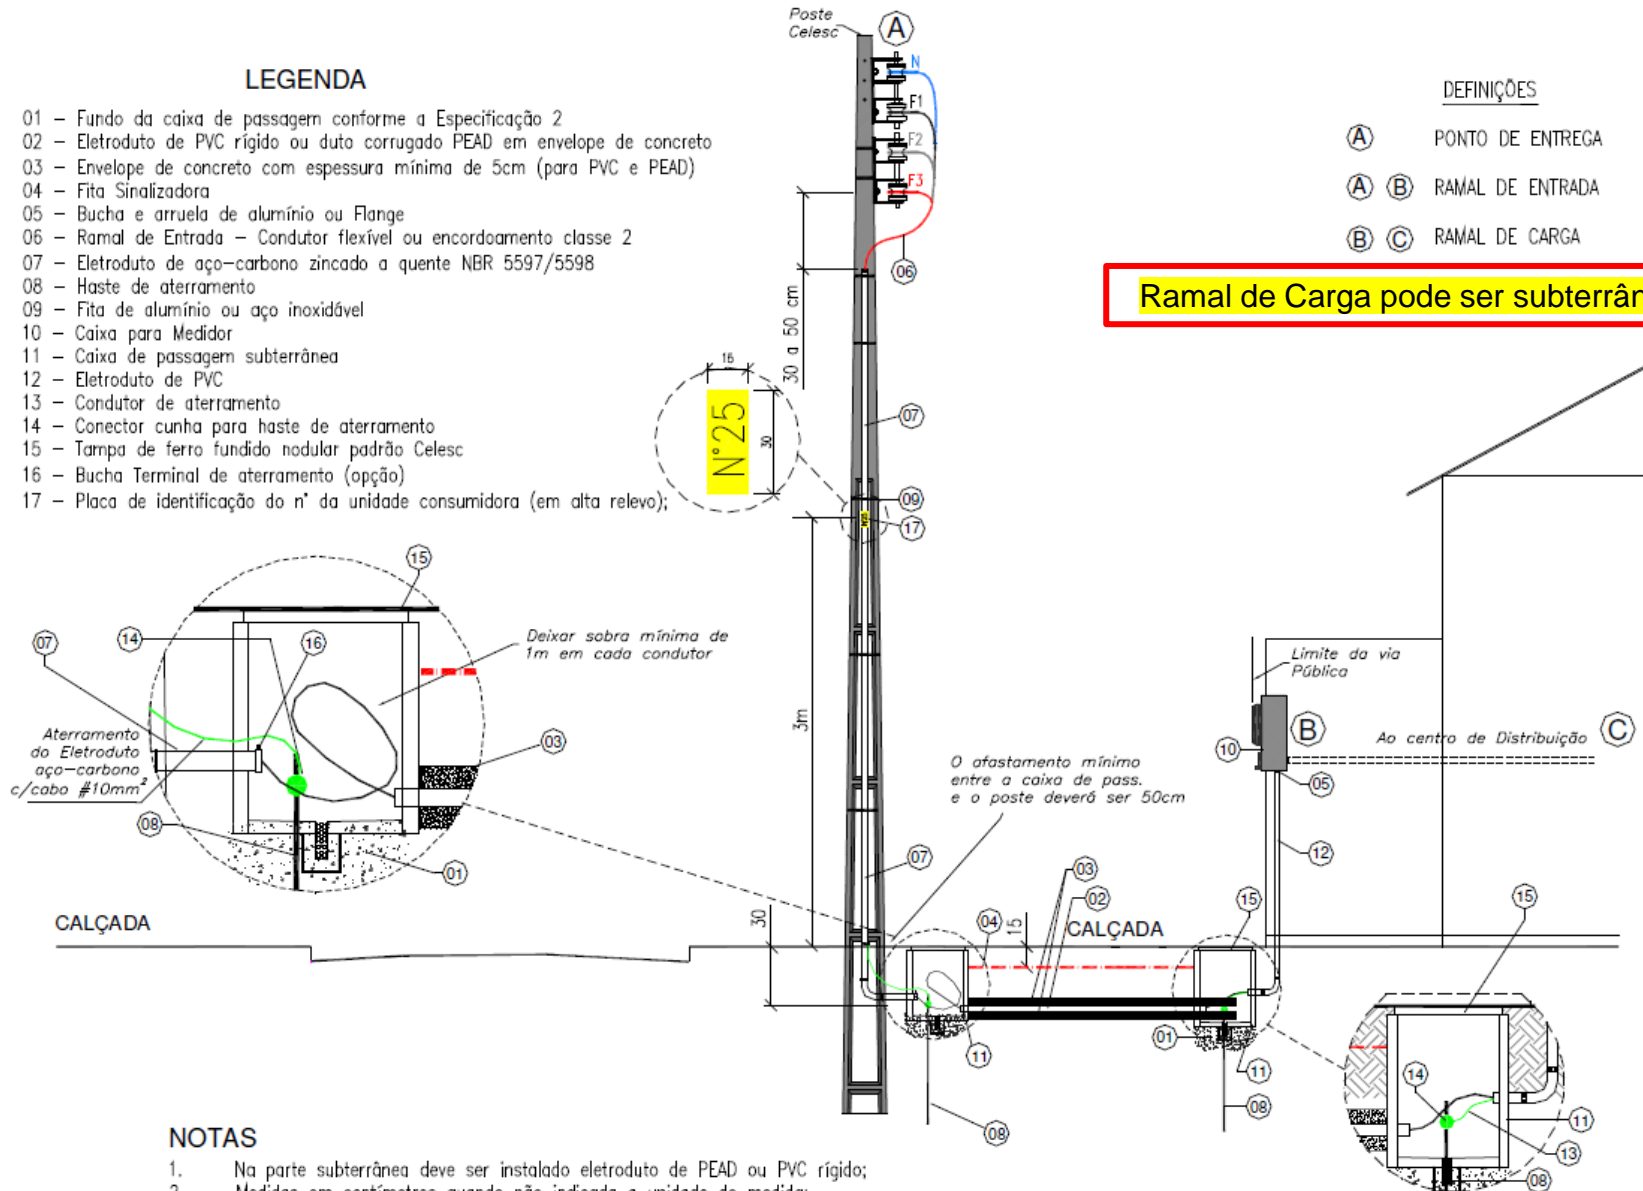 Poste
Celesc
A
N
F1
F2
F3
LEGENDA
01 – Fundo da caixa de passagem conforme a Especificação 2
02 – Eletroduto de PVC rígido ou duto corrugado PEAD em envelope de concreto
03 – Envelope de concreto com espessura mínima de 5cm (para PVC e PEAD)
04 – Fita Sinalizadora
05 – Bucha e arruela de alumínio ou Flange
06 – Ramal de Entrada – Condutor flexível ou encordoamento classe 2
07 – Eletroduto de aço-carbono zincado a quente NBR 5597/5598
08 – Haste de aterramento
09 – Fita de alumínio ou aço inoxidável
10 – Caixa para Medidor
11 – Caixa de passagem subterrânea
12 – Eletroduto de PVC
13 – Condutor de aterramento
14 – Conector cunha para haste de aterramento
15 – Tampa de ferro fundido nodular padrão Celesc
16 – Bucha Terminal de aterramento (opção)
17 – Placa de identificação do n° da unidade consumidora (em alta relevo);
DEFINIÇÕES
A PONTO DE ENTREGA
A B RAMAL DE ENTRADA
B C RAMAL DE CARGA
Ramal de Carga pode ser subterrân
06
30 a 50 cm
16
N°25
30
07
09
N°25
17
15
14
16
07
Deixar sobra mínima de
1m em cada condutor
Aterramento
do Eletroduto
aço-carbono
c/cabo #10mm²
03
08
01
3m
Limite da via
Pública
B
10
Ao centro de Distribuição
C
05
O afastamento mínimo
entre a caixa de pass.
e o poste deverá ser 50cm
12
07
03
02
CALÇADA
30
04
15
CALÇADA
15
15
11
01
11
08
08
14
11
13
08
NOTAS
1. Na parte subterrânea deve ser instalado eletroduto de PEAD ou PVC rígido;
2. Medidas em centímetros quando não indicada a unidade de medida;